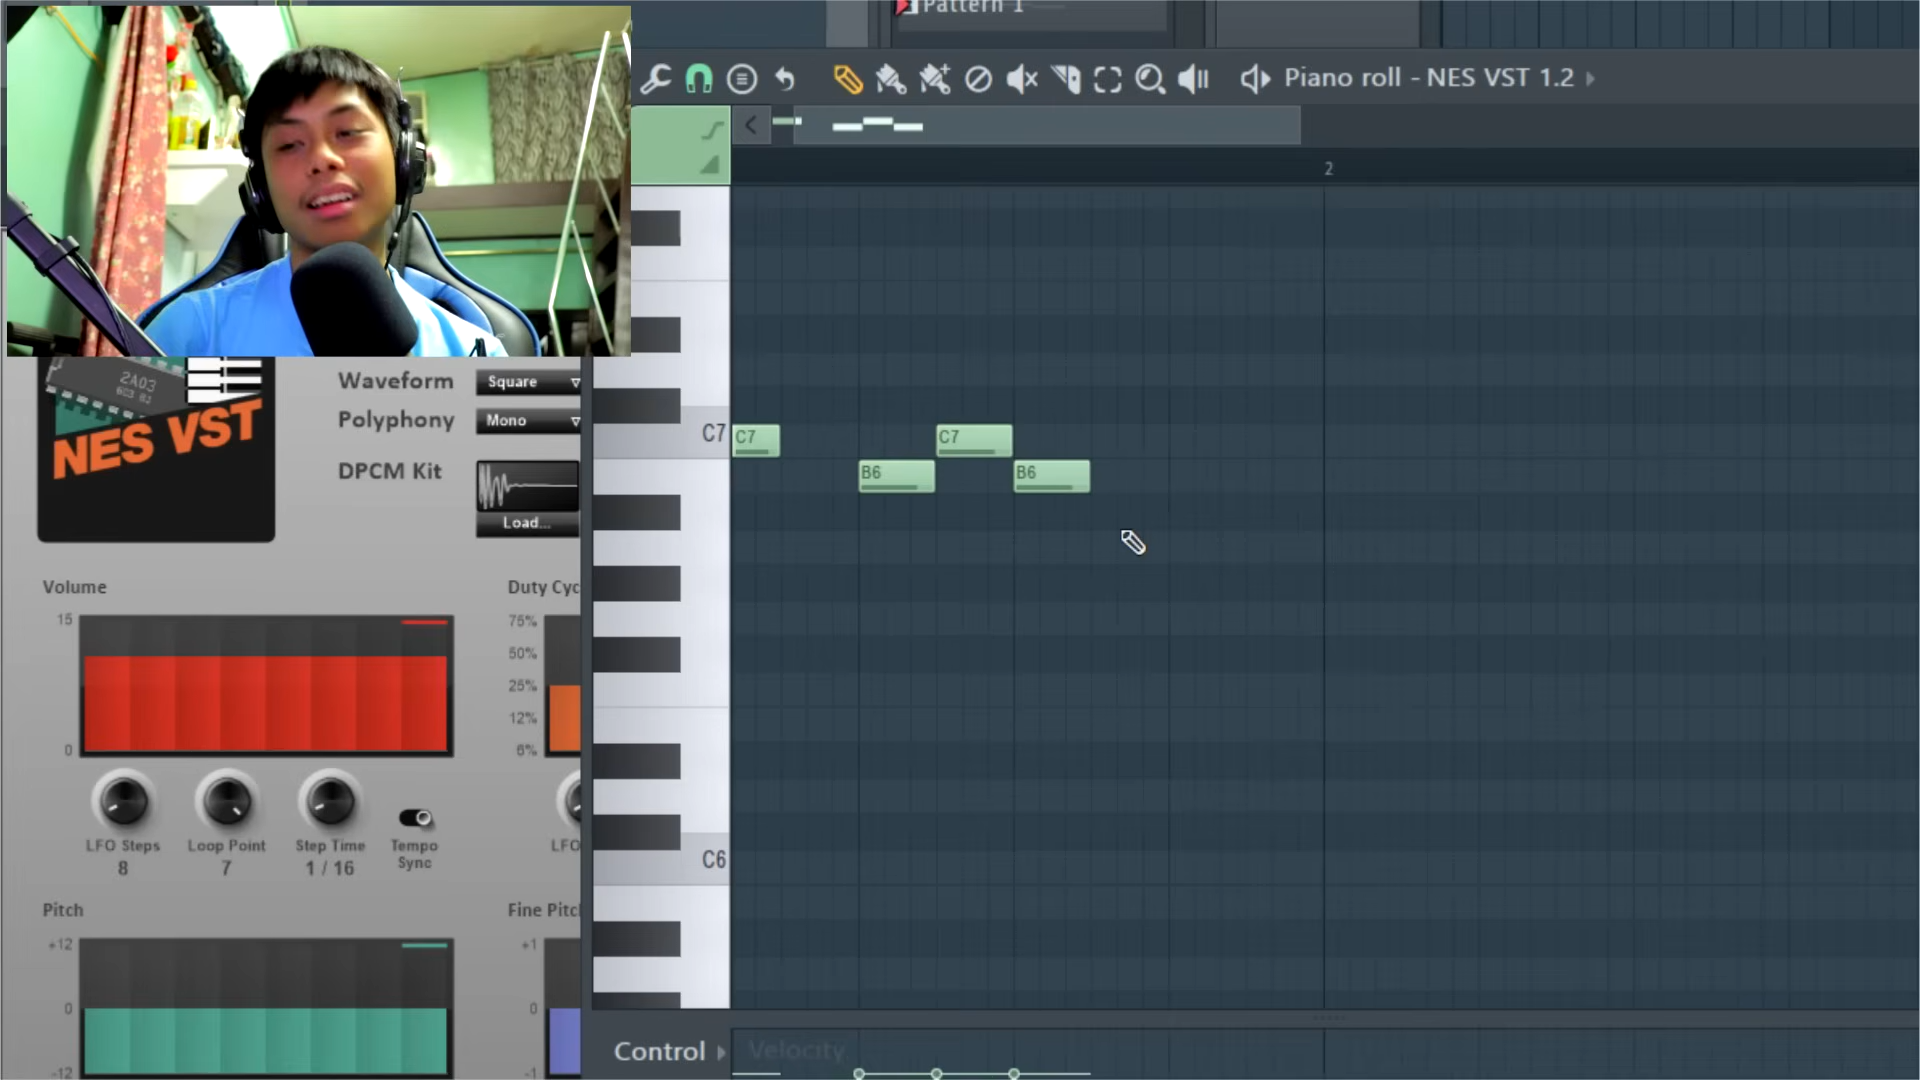 Pattern 1
Piano roll - NES VST 1.2
2
2A03
NES VST
Waveform Square
Polyphony Mono
DPCM Kit
Load...
C7
C7
C7
B6
B6
C6
Volume
15
0
Duty Cyc
75%
50%
25%
12%
6%
LFO Steps
8
Loop Point
7
Step Time
1 / 16
Tempo
Sync
LFO
Pitch
+12
0
-12
Fine Pitc
+1
0
-1
Control
Velocity